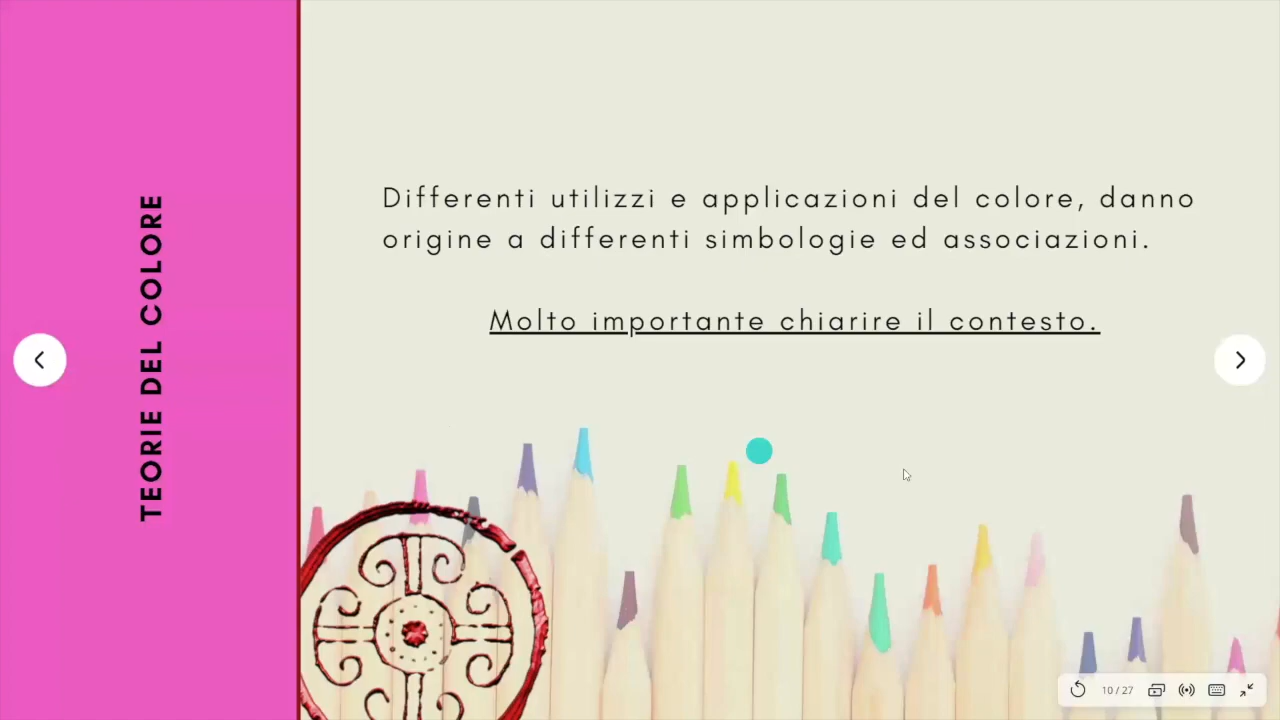 TEORIE DEL COLORE
Differenti utilizzi e applicazioni del colore, danno
origine a differenti simbologie ed associazioni.
Molto importante chiarire il contesto.
10 / 27